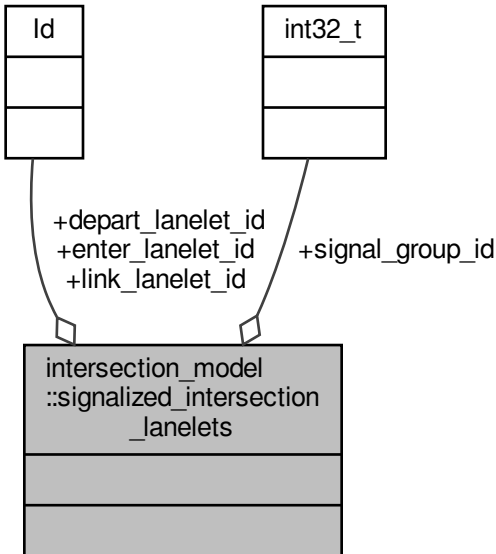 Id
int32_t
+depart_lanelet_id
+enter_lanelet_id
+link_lanelet_id
+signal_group_id
intersection_model
::signalized_intersection
_lanelets